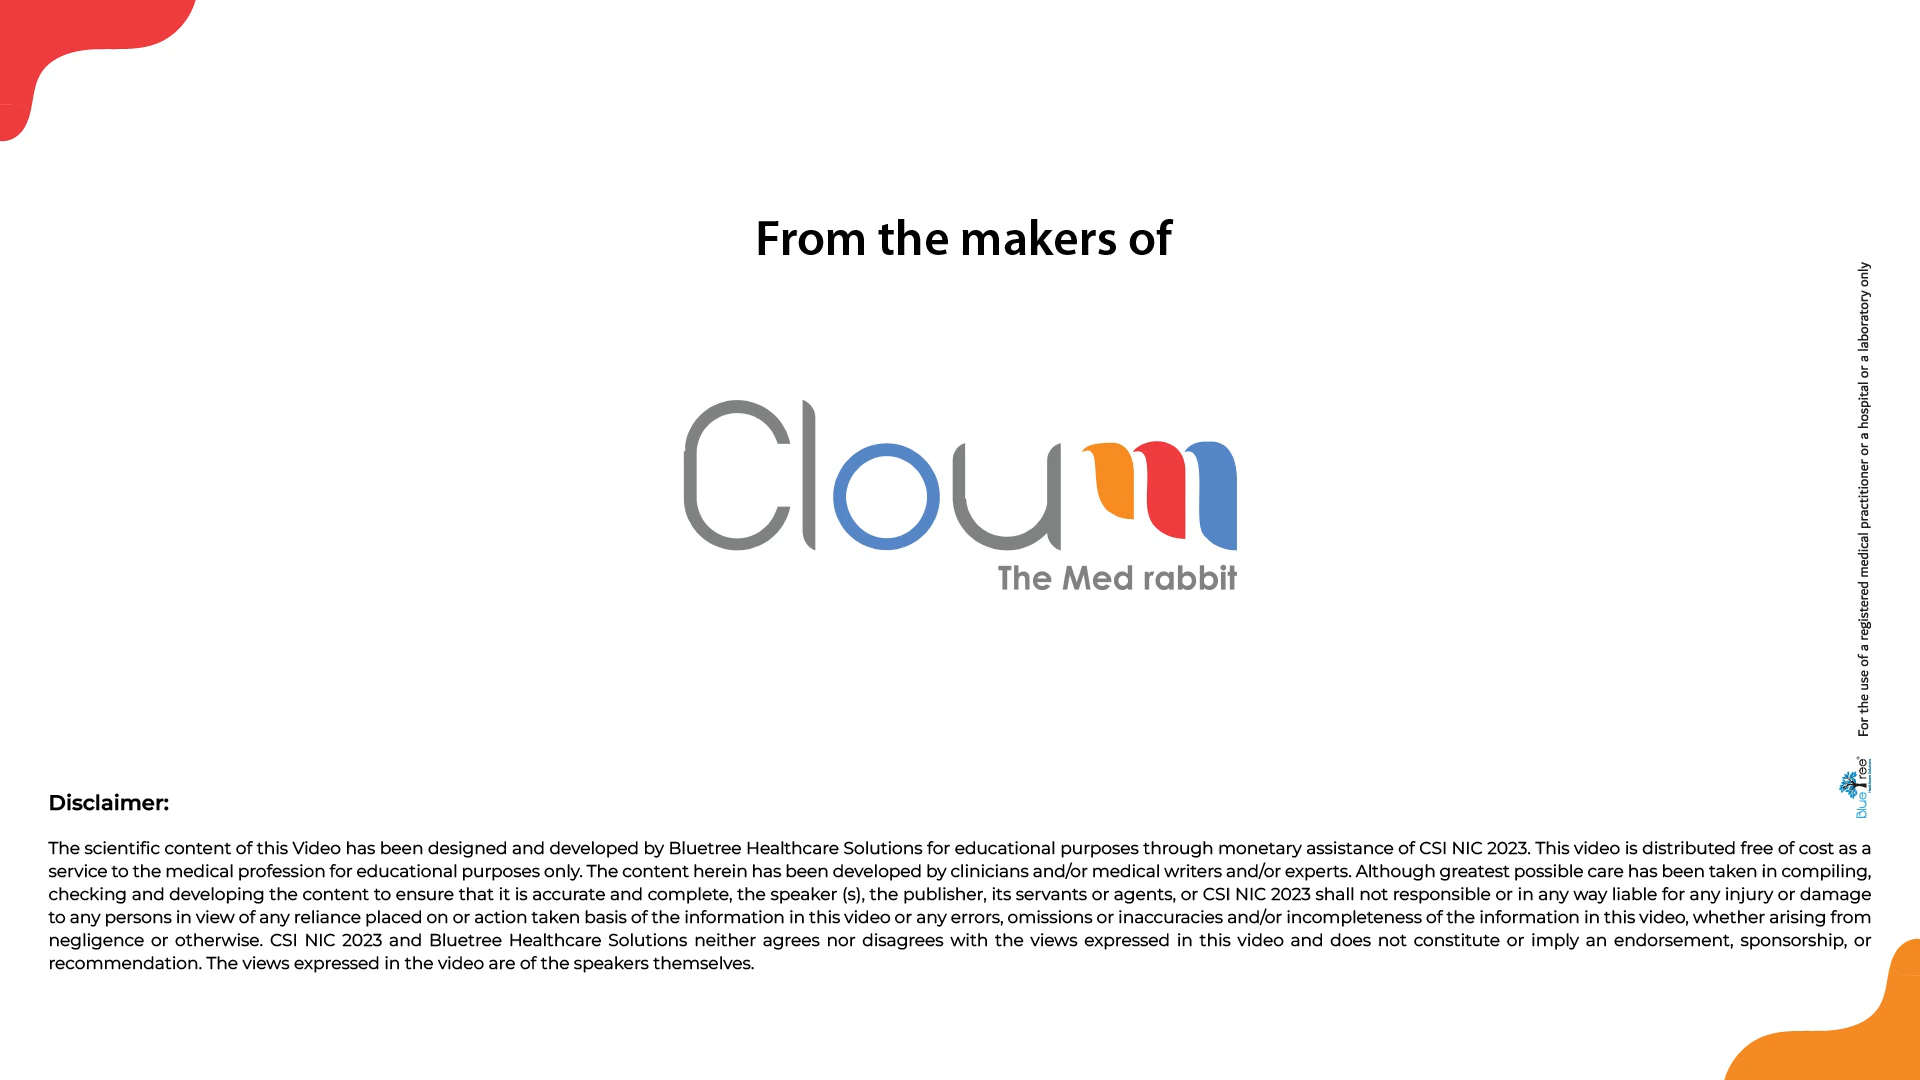 From the makers of
Cloum
The Med rabbit
For the use of a registered medical practitioner or a hospital or a laboratory only
BlueTree
Disclaimer:
The scientific content of this Video has been designed and developed by Bluetree Healthcare Solutions for educational purposes through monetary assistance of CSI NIC 2023. This video is distributed free of cost as a
service to the medical profession for educational purposes only. The content herein has been developed by clinicians and/or medical writers and/or experts. Although greatest possible care has been taken in compiling,
checking and developing the content to ensure that it is accurate and complete, the speaker (s), the publisher, its servants or agents, or CSI NIC 2023 shall not responsible or in any way liable for any injury or damage
to any persons in view of any reliance placed on or action taken basis of the information in this video or any errors, omissions or inaccuracies and/or incompleteness of the information in this video, whether arising from
negligence or otherwise. CSI NIC 2023 and Bluetree Healthcare Solutions neither agrees nor disagrees with the views expressed in this video and does not constitute or imply an endorsement, sponsorship, or
recommendation. The views expressed in the video are of the speakers themselves.